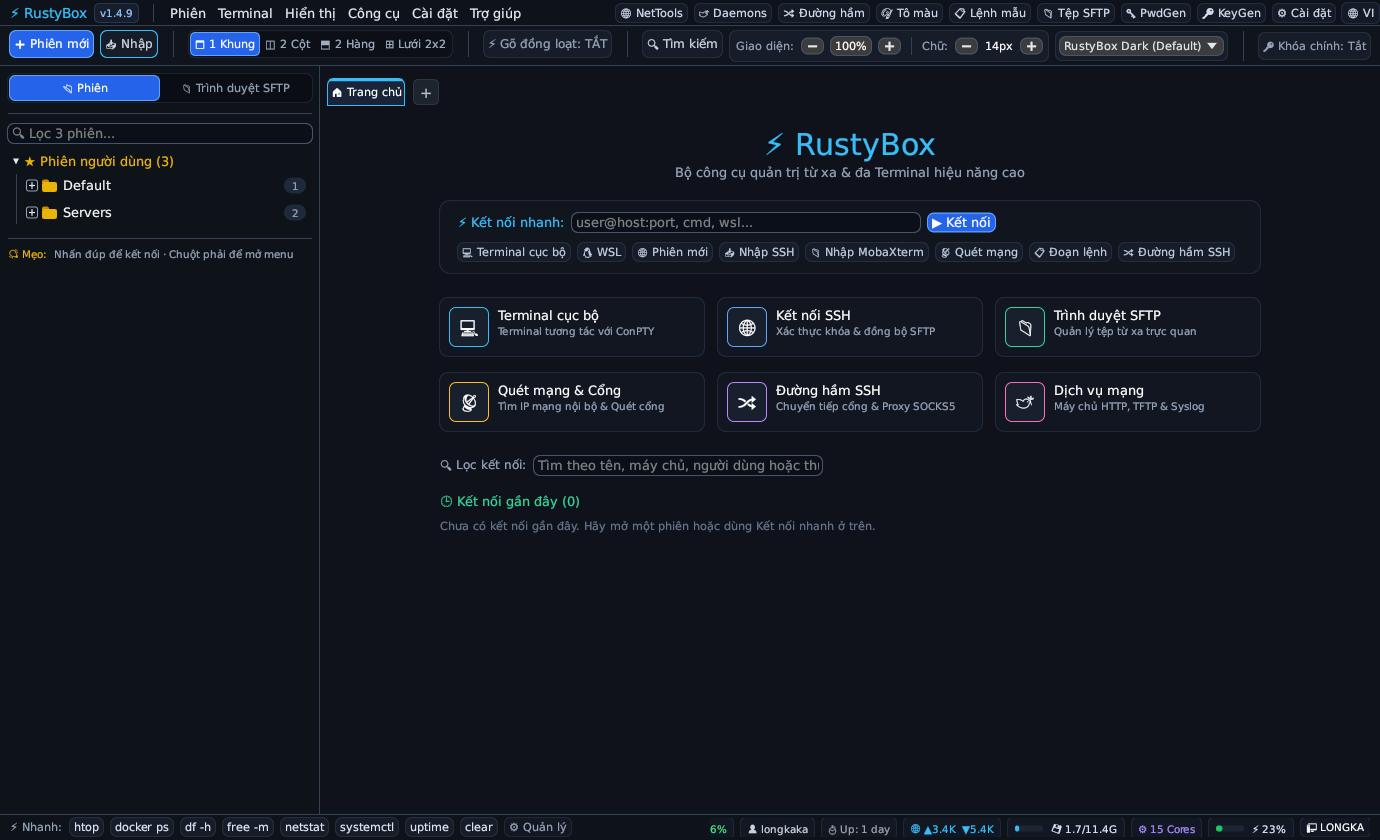 RustyBox v1.4.9 Phiên Terminal Hiển thị Công cụ Cài đặt Trợ giúp NetTools Daemons Đường hầm Tô màu Lệnh mẫu Tệp SFTP PwdGen KeyGen Cài đặt VI
+ Phiên mới Nhập 1 Khung 2 Cột 2 Hàng Lưới 2x2 Gõ đồng loạt: TẮT Tìm kiếm Giao diện: − 100% + Chữ: − 14px + RustyBox Dark (Default) ▼ Khóa chính: Tắt
Phiên Trình duyệt SFTP
Trang chủ +
Lọc 3 phiên...
▼ ★ Phiên người dùng (3)
Default 1
Servers 2
Mẹo: Nhấn đúp để kết nối · Chuột phải để mở menu
⚡ RustyBox
Bộ công cụ quản trị từ xa & đa Terminal hiệu năng cao
⚡ Kết nối nhanh: user@host:port, cmd, wsl... ▶ Kết nối
Terminal cục bộ WSL Phiên mới Nhập SSH Nhập MobaXterm Quét mạng Đoạn lệnh Đường hầm SSH
Terminal cục bộ
Terminal tương tác với ConPTY
Kết nối SSH
Xác thực khóa & đồng bộ SFTP
Trình duyệt SFTP
Quản lý tệp từ xa trực quan
Quét mạng & Cổng
Tìm IP mạng nội bộ & Quét cổng
Đường hầm SSH
Chuyển tiếp cổng & Proxy SOCKS5
Dịch vụ mạng
Máy chủ HTTP, TFTP & Syslog
Lọc kết nối: Tìm theo tên, máy chủ, người dùng hoặc
Kết nối gần đây (0)
Chưa có kết nối gần đây. Hãy mở một phiên hoặc dùng Kết nối nhanh ở trên.
⚡ Nhanh: htop docker ps df -h free -m netstat systemctl uptime clear Quản lý 6% longkaka Up: 1 day ▲3.4K ▼5.4K 1.7/11.4G 15 Cores ⚡ 23% LONGKA